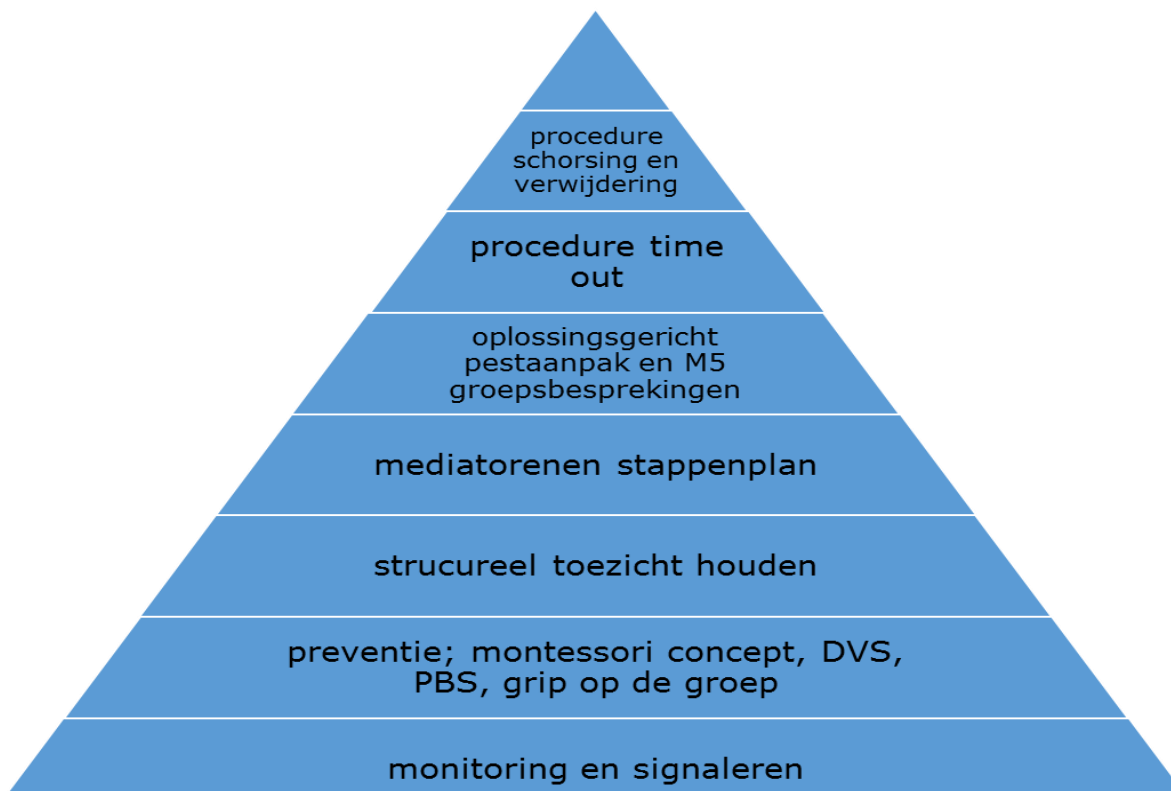 procedure
schorsing en
verwijdering
procedure time
out
oplossingsgericht
pestaanpak en M5
groepsbesprekingen
mediatorenen stappenplan
strucureel toezicht houden
preventie; montessori concept, DVS,
PBS, grip op de groep
monitoring en signaleren